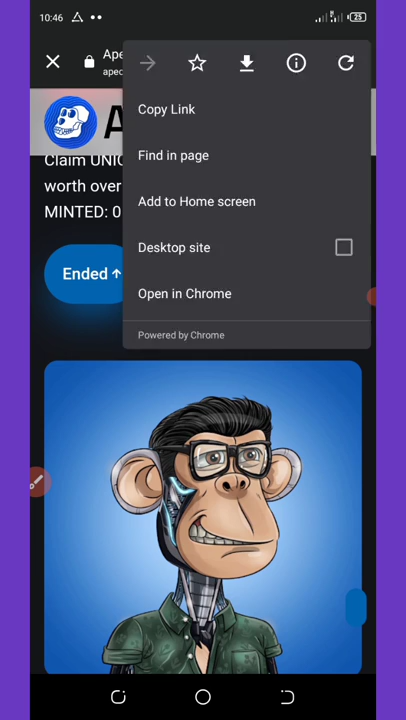 10:46
25
Ape
apec
Copy Link
Find in page
Add to Home screen
Desktop site
Open in Chrome
Powered by Chrome
A
Claim UNIC
worth over
MINTED: 0
Ended ↑